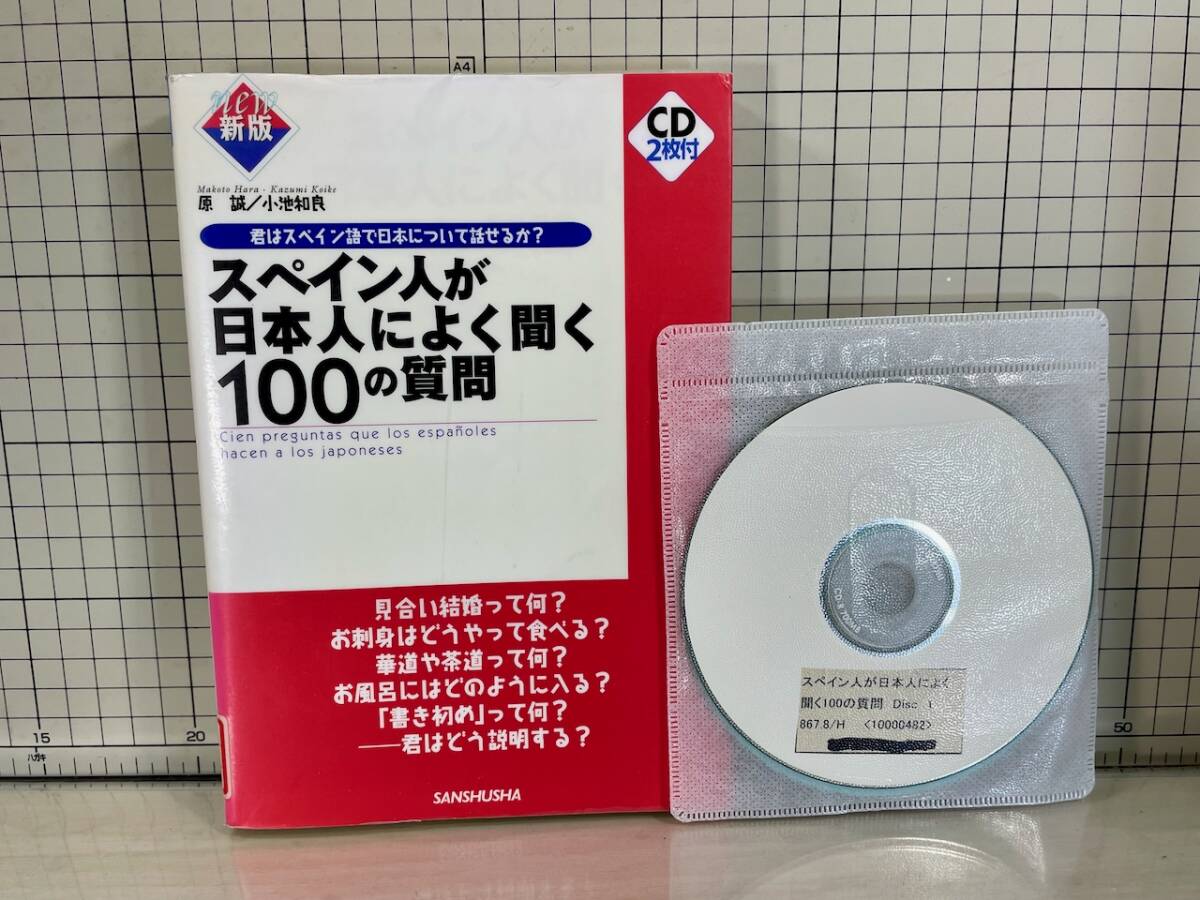 A4
new
新版
CD
2枚付
Makoto Hara・Kazumi Koike
原 誠／小池和良
君はスペイン語で日本について話せるか？
スペイン人が
日本人によく聞く
100の質問
Cien preguntas que los españoles
hacen a los japoneses
見合い結婚って何？
お刺身はどうやって食べる？
華道や茶道って何？
お風呂にはどのように入る？
「書き初め」って何？
――君はどう説明する？
SANSHUSHA
スペイン人が日本人によく
聞く100の質問 Disc 1
867.8/H <10000482>
15
ハガキ
20
50